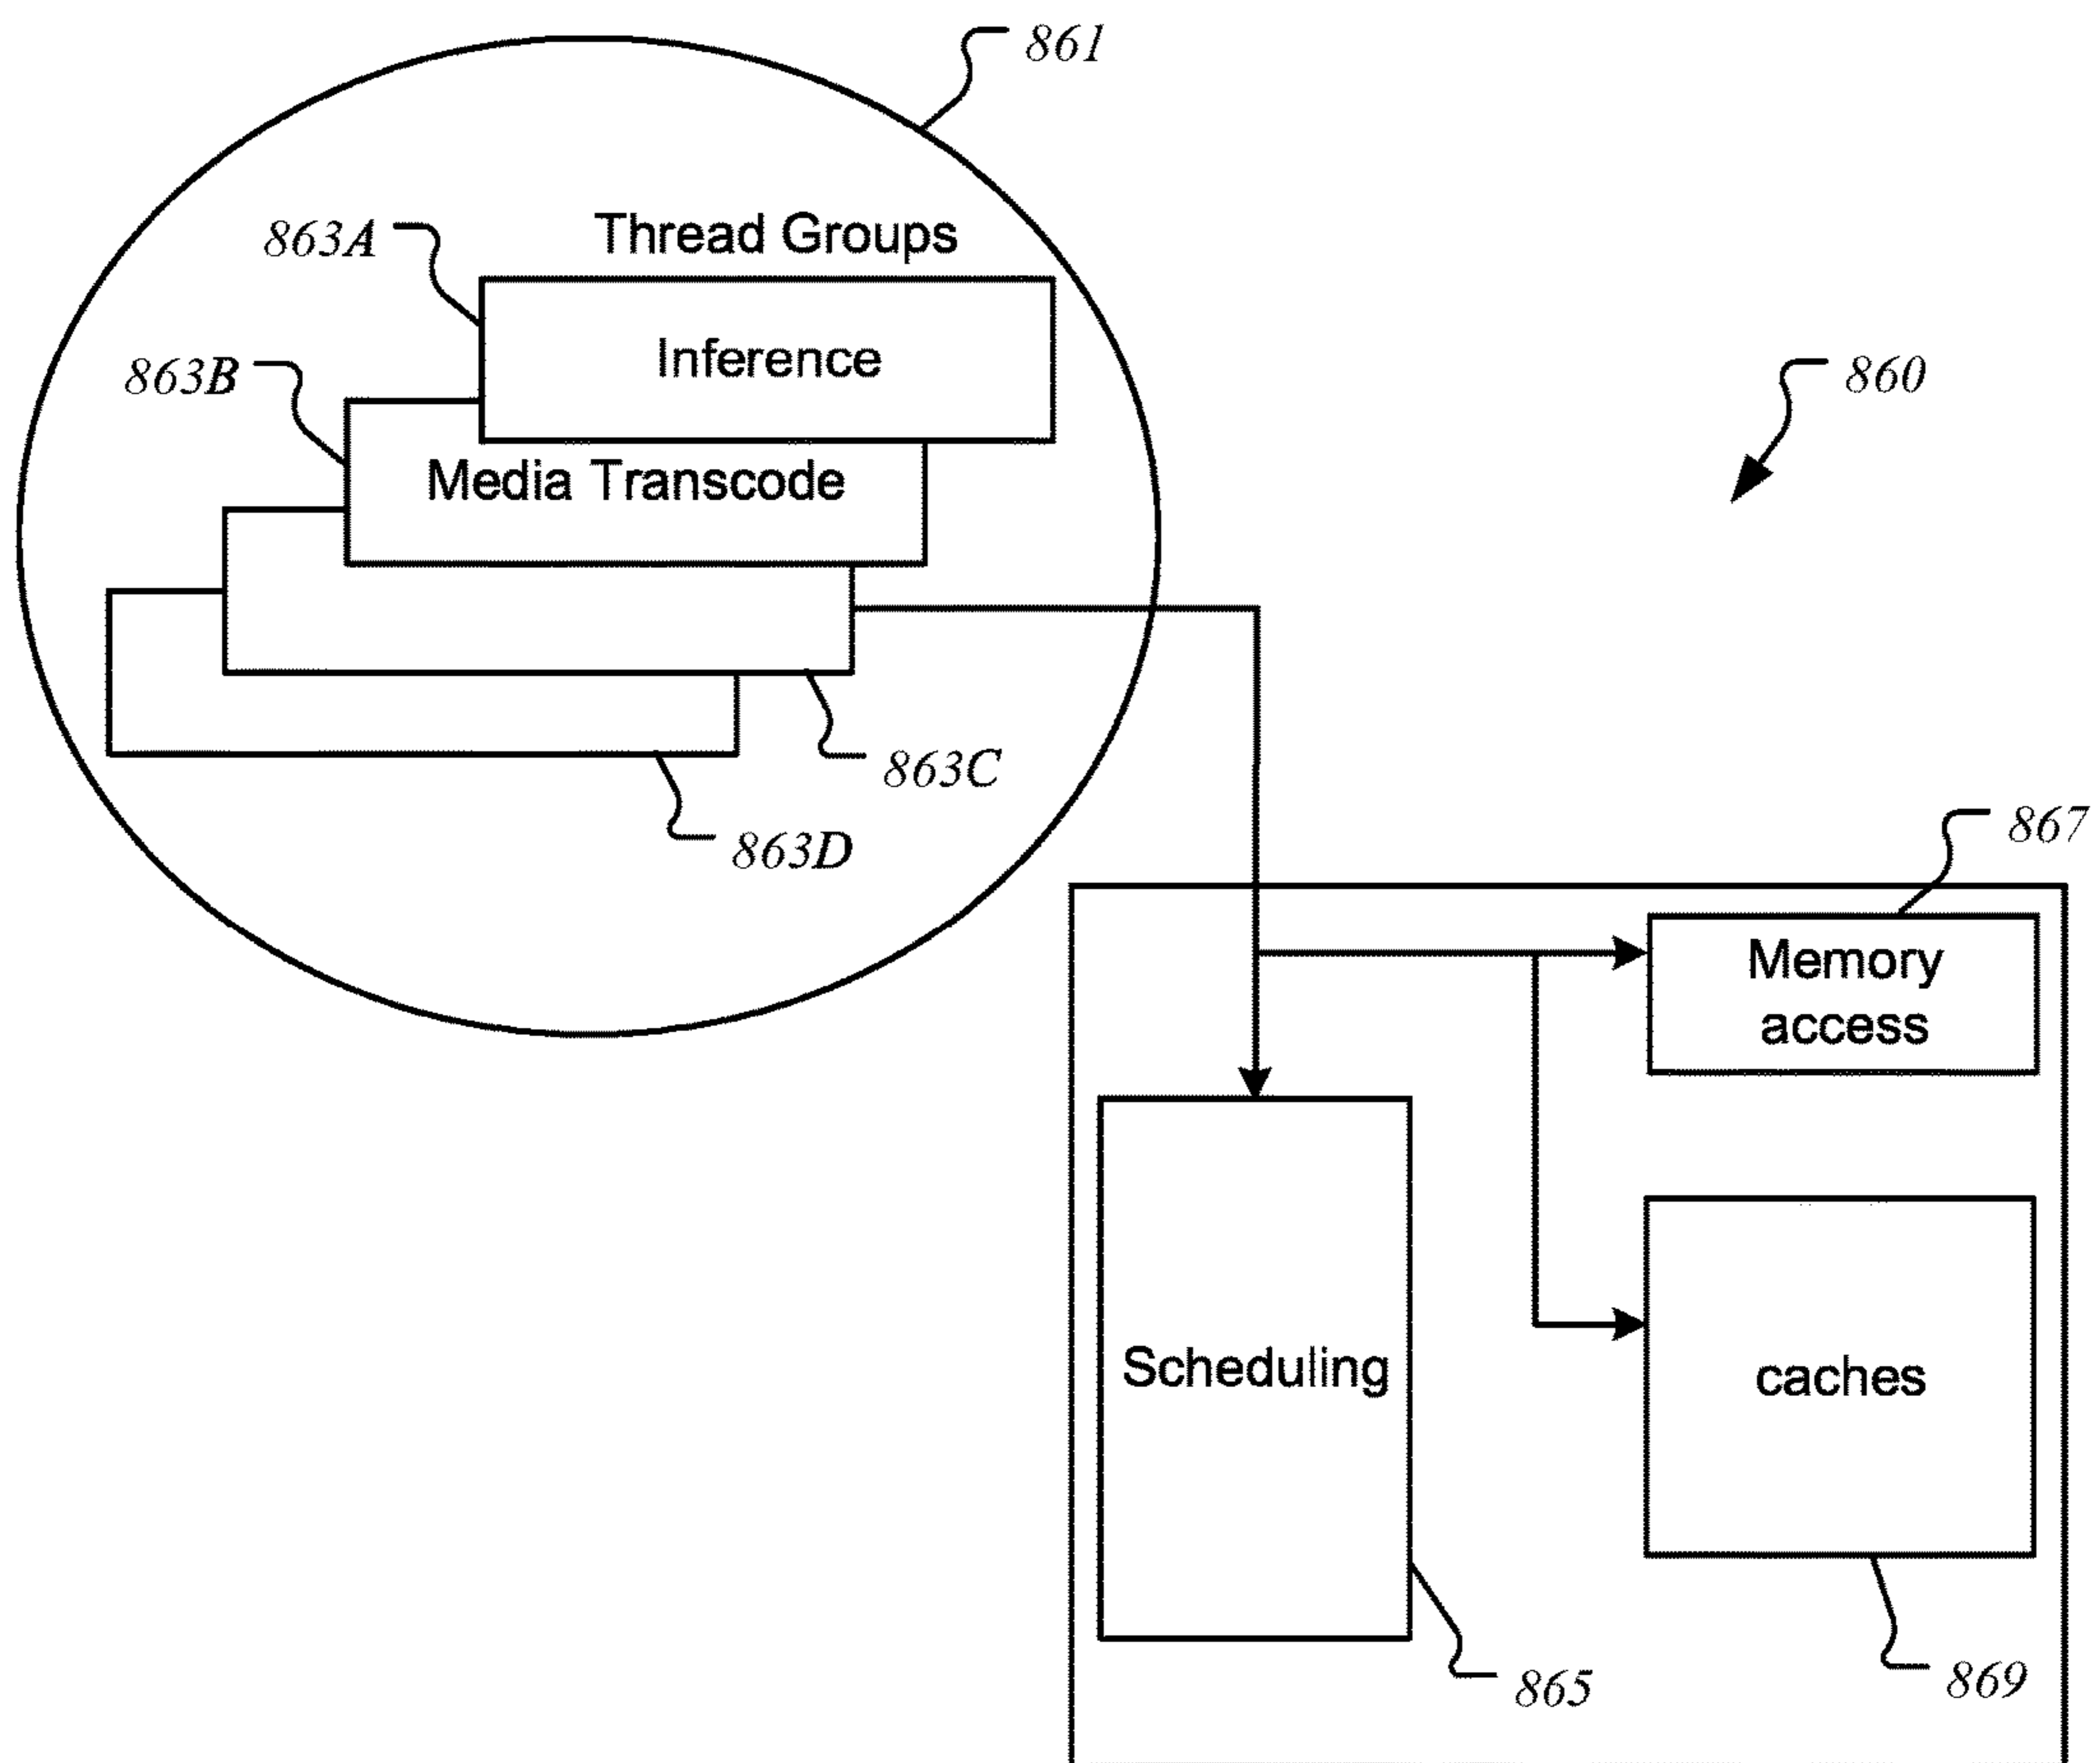 861
Thread Groups
863A
Inference
863B
860
Media Transcode
863C
863D
867
Memory
access
Scheduling
caches
865
869